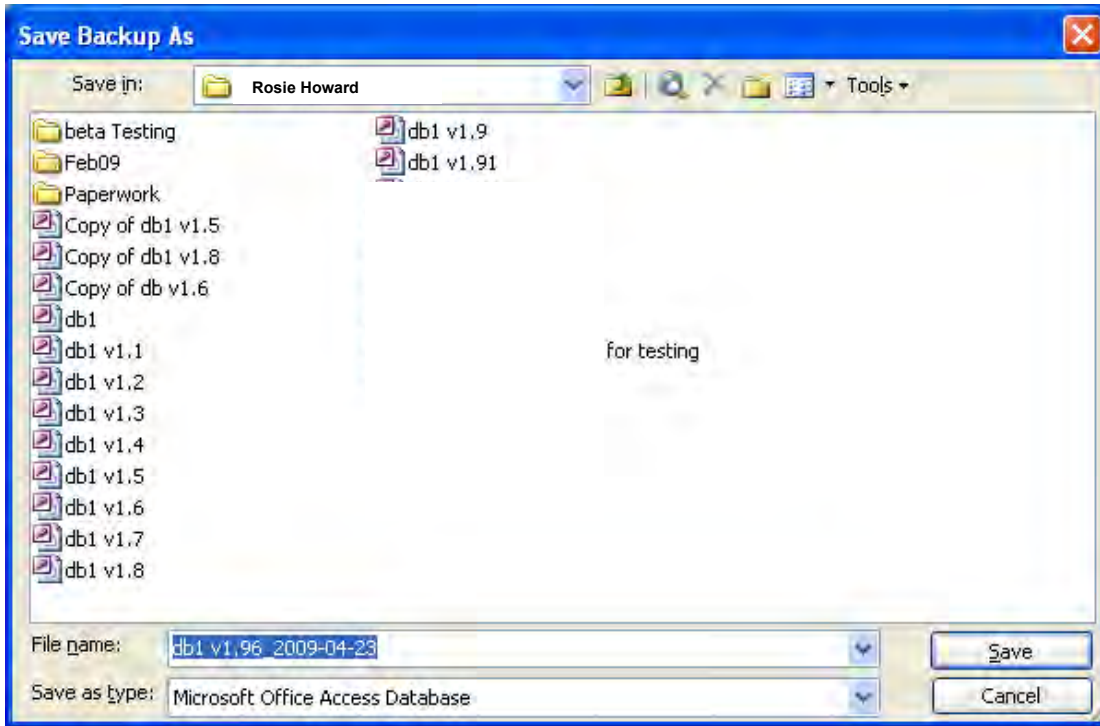 Save Backup As
Save in: Rosie Howard Tools
beta Testing
Feb09
Paperwork
Copy of db1 v1.5
Copy of db1 v1.8
Copy of db v1.6
db1
db1 v1.1
db1 v1.2
db1 v1.3
db1 v1.4
db1 v1.5
db1 v1.6
db1 v1.7
db1 v1.8
db1 v1.9
db1 v1.91
for testing
File name: db1 v1.96_2009-04-23 Save
Save as type: Microsoft Office Access Database Cancel